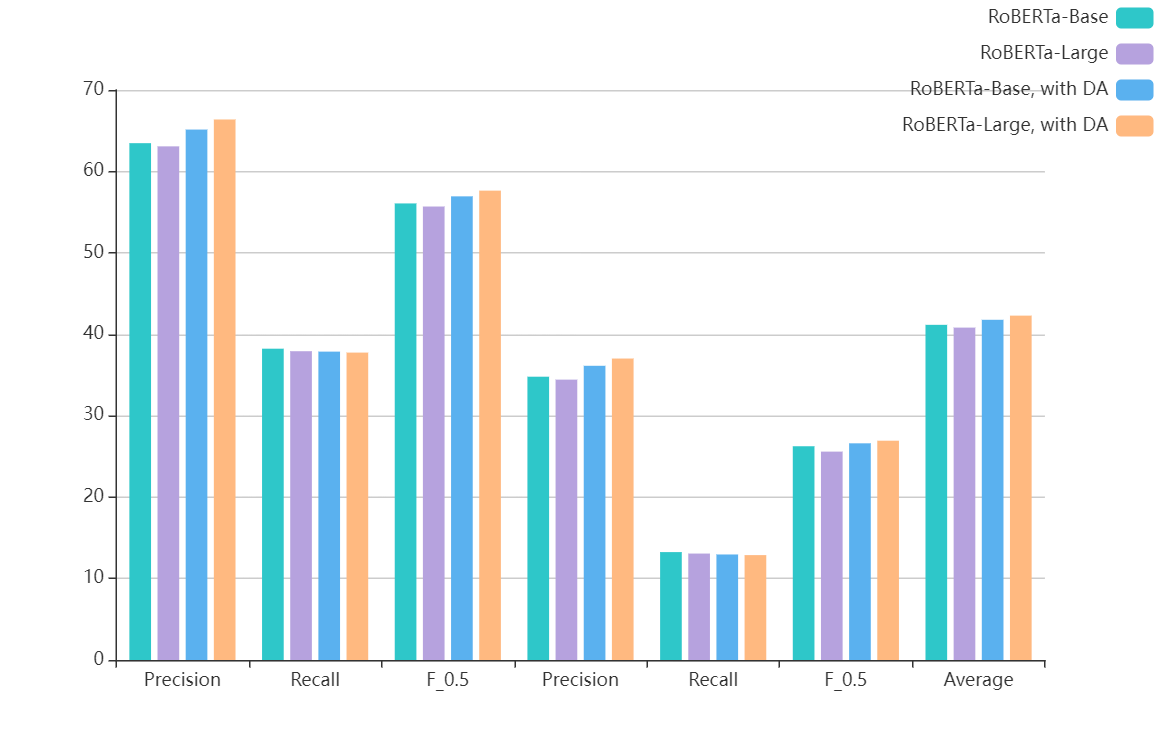 RoBERTa-Base
RoBERTa-Large
RoBERTa-Base, with DA
RoBERTa-Large, with DA
70
60
50
40
30
20
10
0
Precision
Recall
F_0.5
Precision
Recall
F_0.5
Average